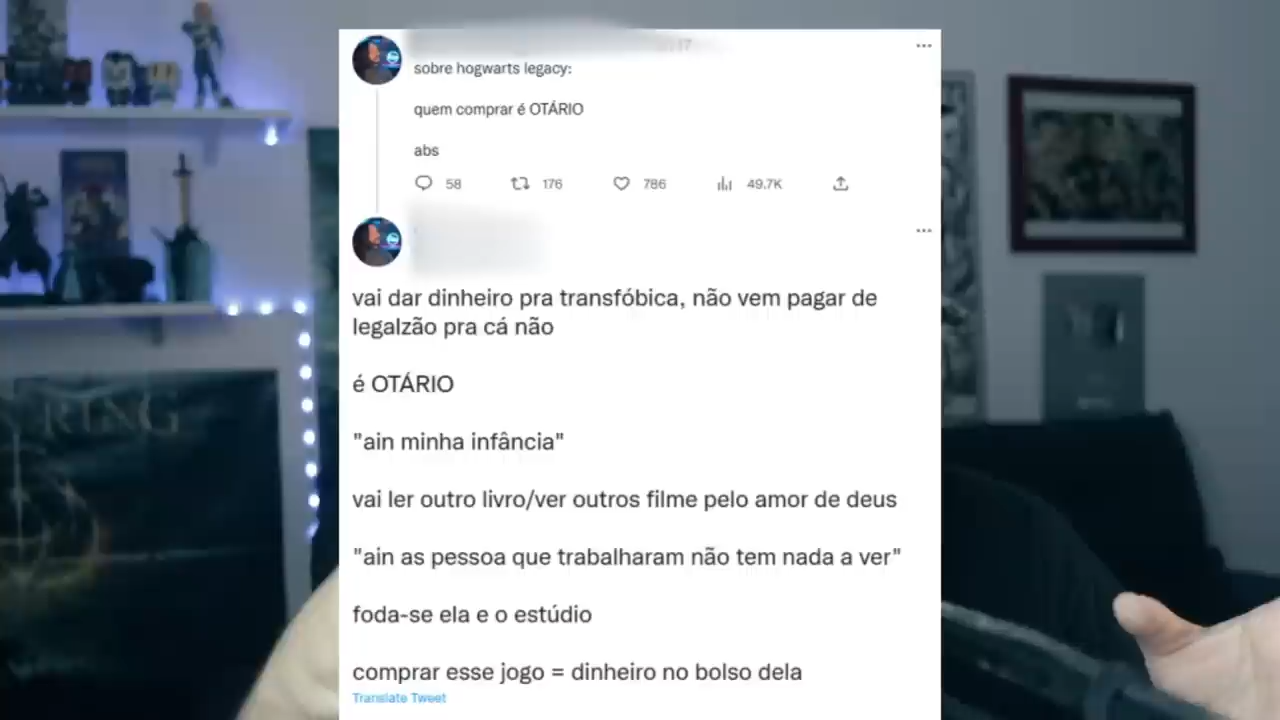 sobre hogwarts legacy:
quem comprar é OTÁRIO
abs
58 176 786 49.7K
vai dar dinheiro pra transfóbica, não vem pagar de
legalzão pra cá não
é OTÁRIO
"ain minha infância"
vai ler outro livro/ver outros filme pelo amor de deus
"ain as pessoa que trabalharam não tem nada a ver"
foda-se ela e o estúdio
comprar esse jogo = dinheiro no bolso dela
Translate Tweet
RING